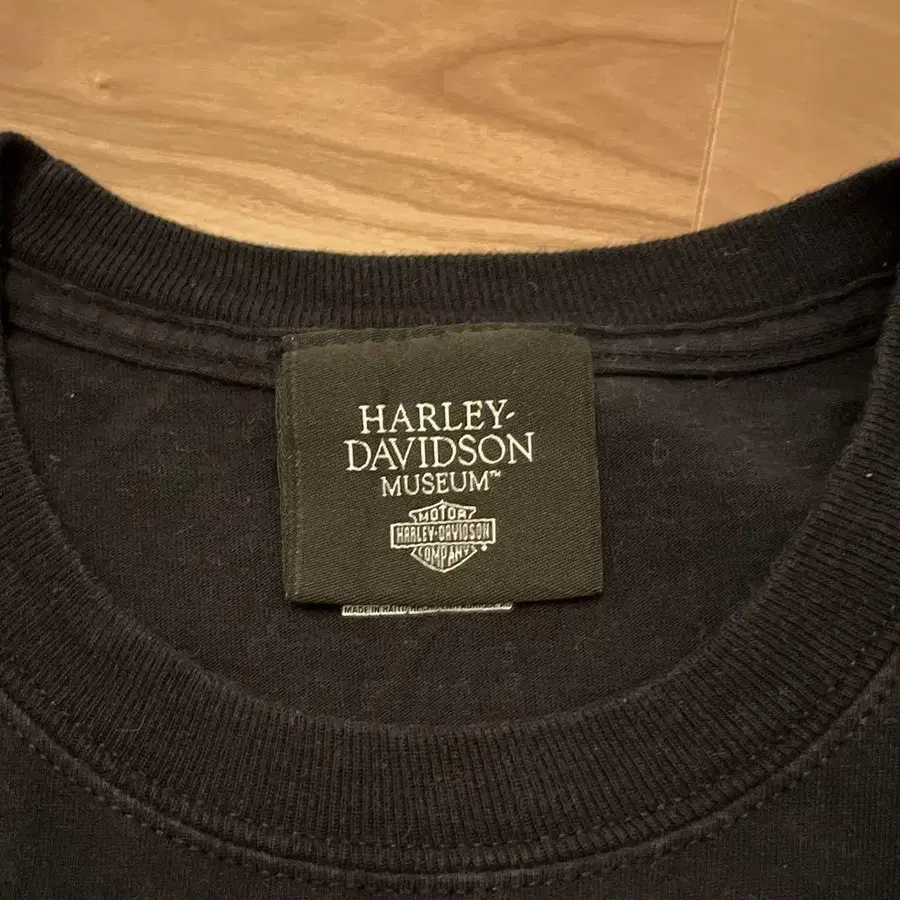 HARLEY-
DAVIDSON
MUSEUM™
MOTOR
HARLEY-DAVIDSON
COMPANY
MADE IN HAITI